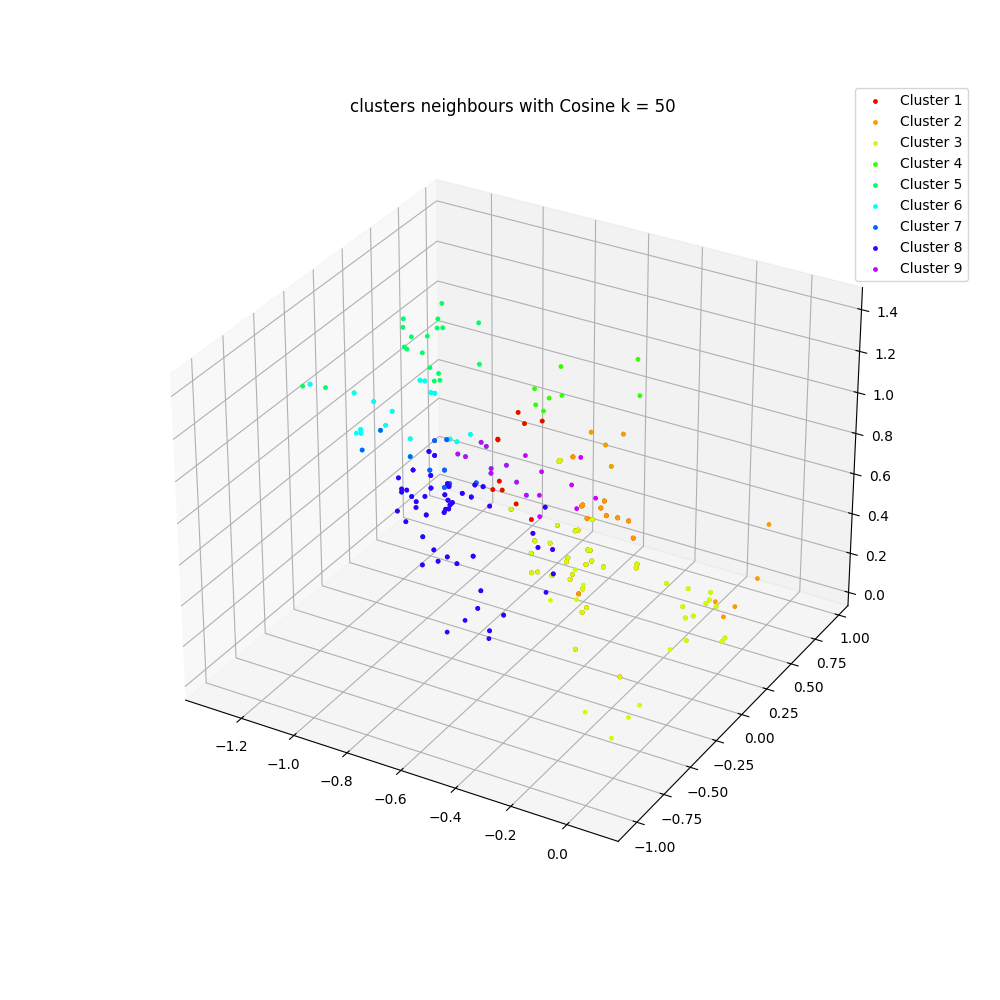 clusters neighbours with Cosine k = 50
Cluster 1
Cluster 2
Cluster 3
Cluster 4
Cluster 5
Cluster 6
Cluster 7
Cluster 8
Cluster 9
1.4
1.2
1.0
0.8
0.6
0.4
0.2
0.0
1.00
0.75
0.50
0.25
0.00
−0.25
−0.50
−0.75
−1.00
−1.2
−1.0
−0.8
−0.6
−0.4
−0.2
0.0